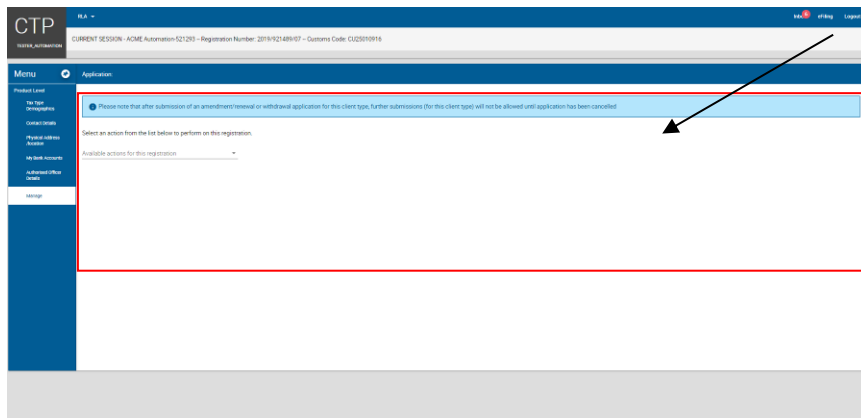 CTP
TESTER_AUTOMATION
RLA
Inbox 6 eFiling Logout
CURRENT SESSION - ACME Automation-521293 – Registration Number: 2019/921489/07 – Customs Code: CU25010916
Menu
Application:
Product Level
Tax Type
Demographics
Contact Details
Physical Address
/location
My Bank Accounts
Authorised Officer
Details
Manage
Please note that after submission of an amendment/renewal or withdrawal application for this client type, further submissions (for this client type) will not be allowed until application has been cancelled
Select an action from the list below to perform on this registration.
Available actions for this registration